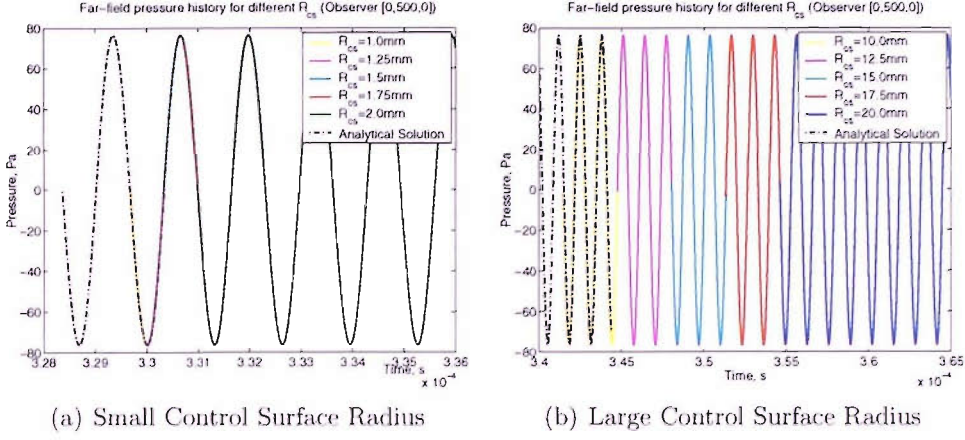 Far-field pressure history for different R_cs (Observer [0,500,0])
80
60
40
20
0
-20
-40
-60
-80
Pressure, Pa
R_cs=1.0mm
R_cs=1.25mm
R_cs=1.5mm
R_cs=1.75mm
R_cs=2.0mm
Analytical Solution
3.28 3.29 3.3 3.31 3.32 3.33 3.34 3.35 3.36
Time, s
x 10^-4
(a) Small Control Surface Radius
Far-field pressure history for different R_cs (Observer [0,500,0])
80
60
40
20
0
-20
-40
-60
-80
Pressure, Pa
R_cs=10.0mm
R_cs=12.5mm
R_cs=15.0mm
R_cs=17.5mm
R_cs=20.0mm
Analytical Solution
3.4 3.45 3.5 3.55 3.6 3.65
Time, s
x 10^-4
(b) Large Control Surface Radius